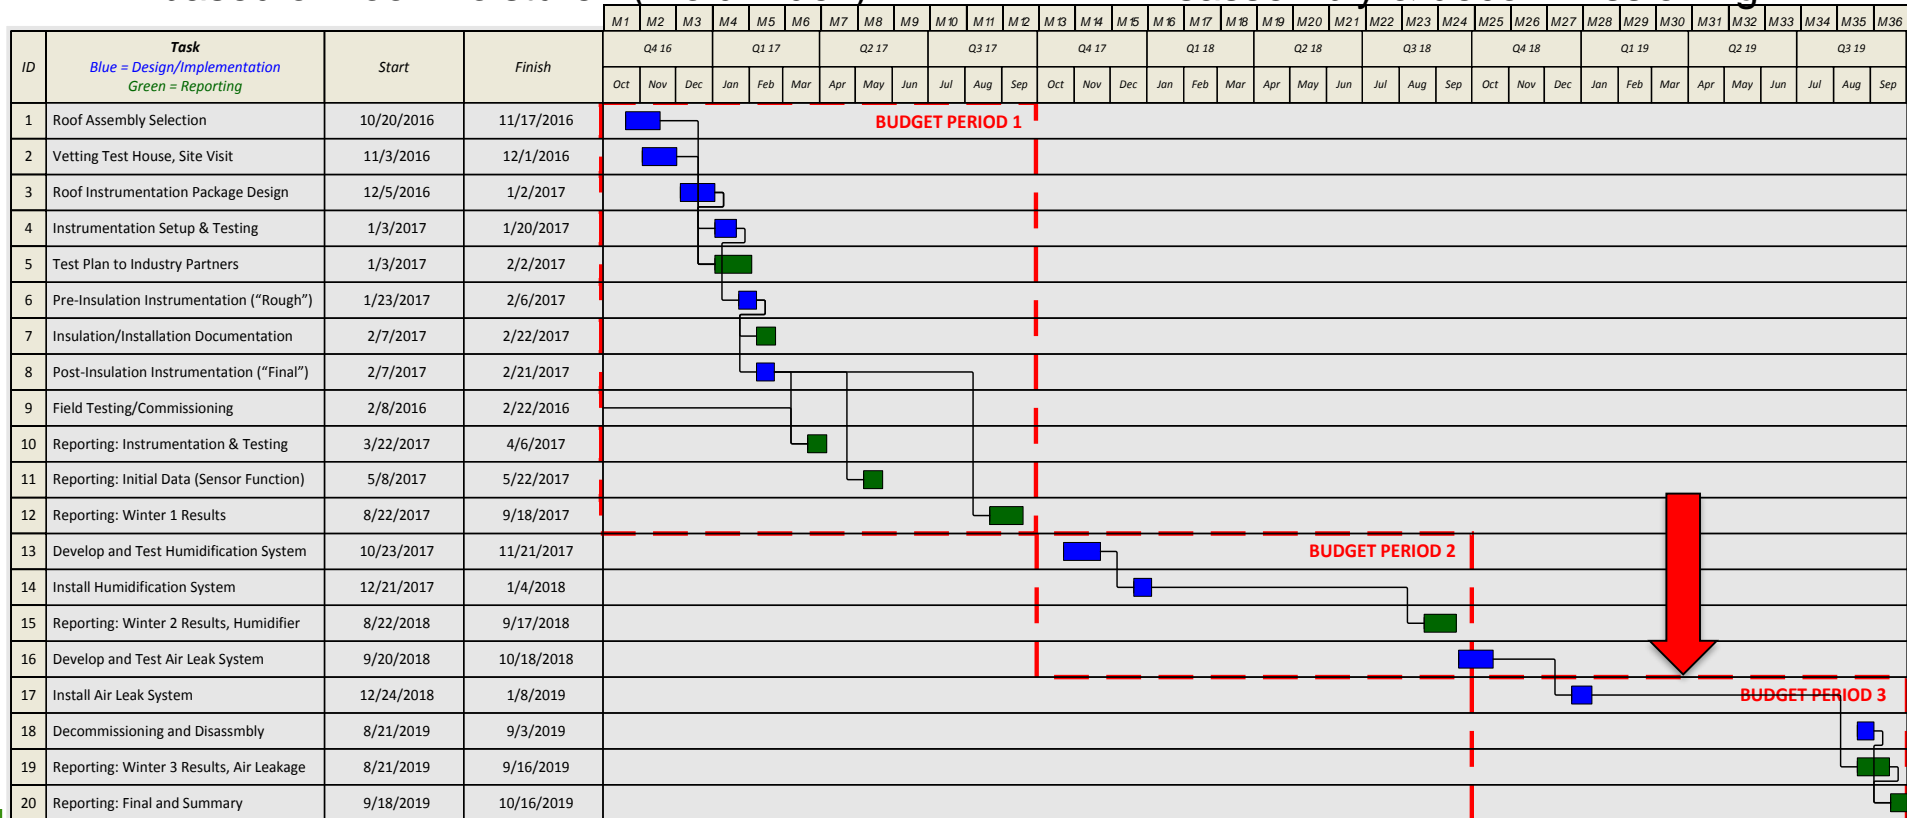 M1 M2 M3 M4 M5 M6 M7 M8 M9 M10 M11 M12 M13 M14 M15 M16 M17 M18 M19 M20 M21 M22 M23 M24 M25 M26 M27 M28 M29 M30 M31 M32 M33 M34 M35 M36
ID Task Start Finish Q4 16 Q1 17 Q2 17 Q3 17 Q4 17 Q1 18 Q2 18 Q3 18 Q4 18 Q1 19 Q2 19 Q3 19
Blue = Design/Implementation
Green = Reporting
Oct Nov Dec Jan Feb Mar Apr May Jun Jul Aug Sep Oct Nov Dec Jan Feb Mar Apr May Jun Jul Aug Sep Oct Nov Dec Jan Feb Mar Apr May Jun Jul Aug Sep
1 Roof Assembly Selection 10/20/2016 11/17/2016 BUDGET PERIOD 1
2 Vetting Test House, Site Visit 11/3/2016 12/1/2016
3 Roof Instrumentation Package Design 12/5/2016 1/2/2017
4 Instrumentation Setup & Testing 1/3/2017 1/20/2017
5 Test Plan to Industry Partners 1/3/2017 2/2/2017
6 Pre-Insulation Instrumentation (“Rough”) 1/23/2017 2/6/2017
7 Insulation/Installation Documentation 2/7/2017 2/22/2017
8 Post-Insulation Instrumentation (“Final”) 2/7/2017 2/21/2017
9 Field Testing/Commissioning 2/8/2016 2/22/2016
10 Reporting: Instrumentation & Testing 3/22/2017 4/6/2017
11 Reporting: Initial Data (Sensor Function) 5/8/2017 5/22/2017
12 Reporting: Winter 1 Results 8/22/2017 9/18/2017
13 Develop and Test Humidification System 10/23/2017 11/21/2017 BUDGET PERIOD 2
14 Install Humidification System 12/21/2017 1/4/2018
15 Reporting: Winter 2 Results, Humidifier 8/22/2018 9/17/2018
16 Develop and Test Air Leak System 9/20/2018 10/18/2018
17 Install Air Leak System 12/24/2018 1/8/2019 BUDGET PERIOD 3
18 Decommissioning and Disassmbly 8/21/2019 9/3/2019
19 Reporting: Winter 3 Results, Air Leakage 8/21/2019 9/16/2019
20 Reporting: Final and Summary 9/18/2019 10/16/2019